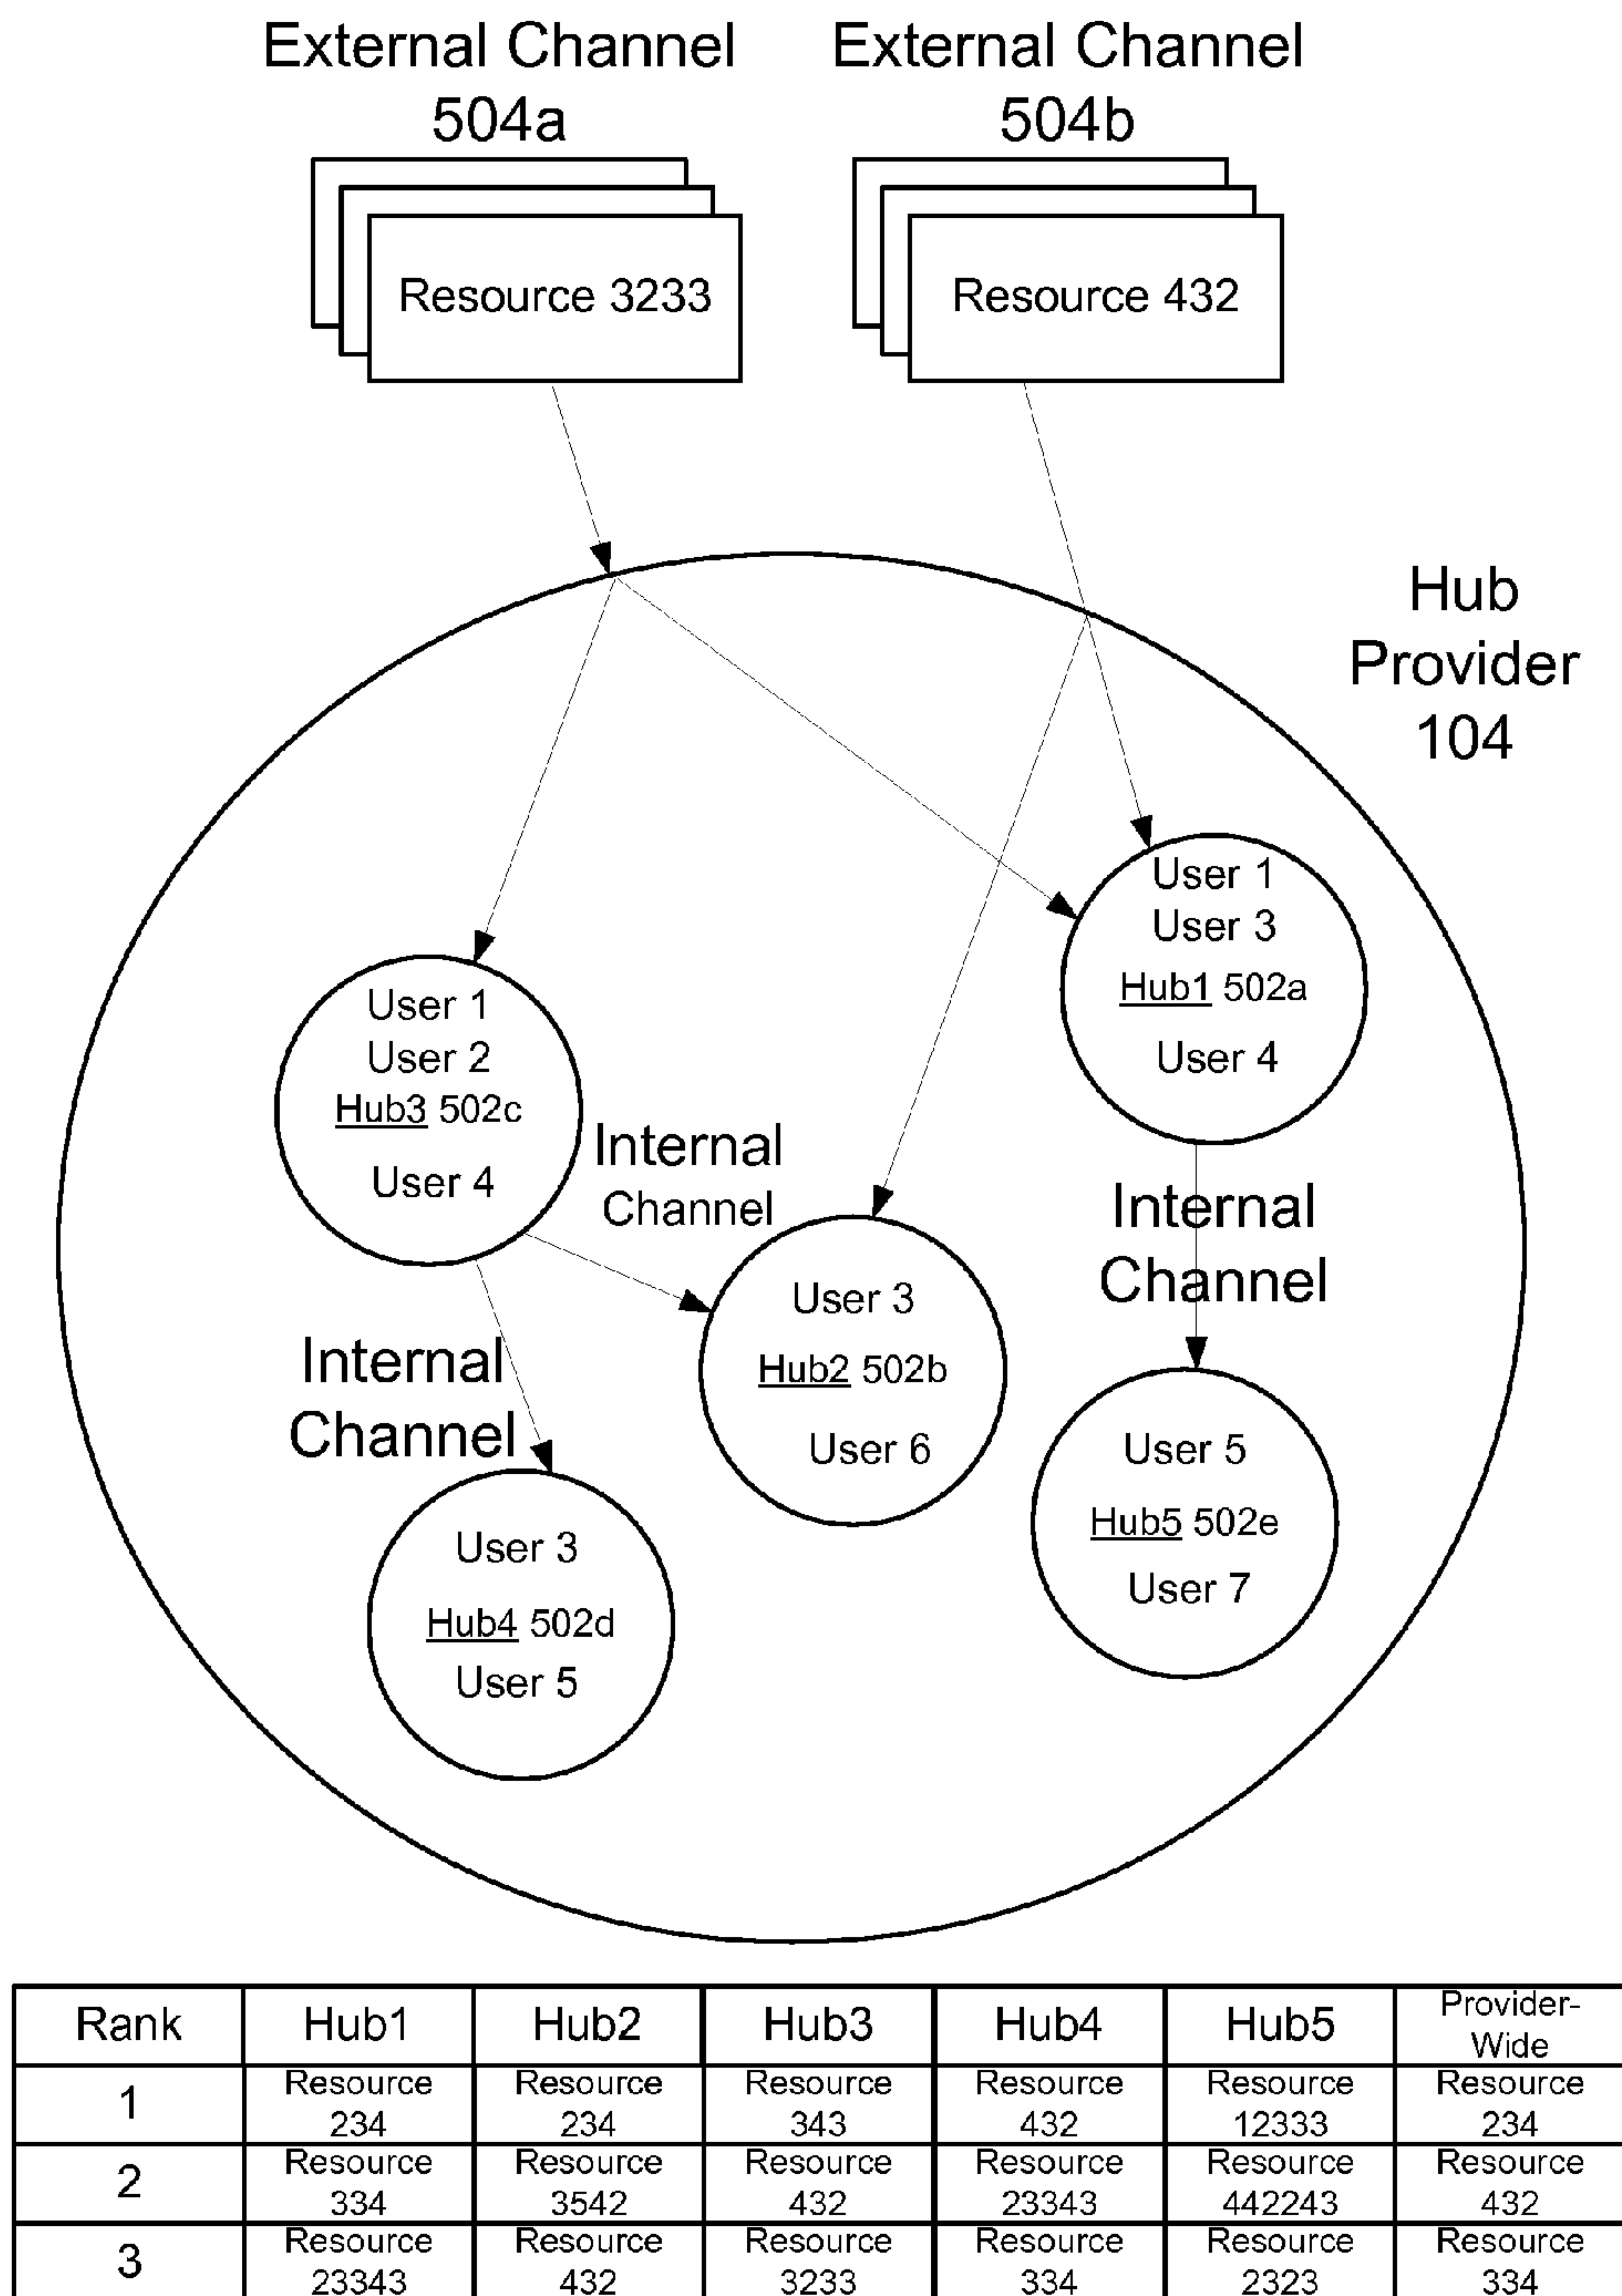 External Channel
504a
External Channel
504b
Resource 3233
Resource 432
Hub
Provider
104
User 1
User 3
Hub1 502a
User 4
User 1
User 2
Hub3 502c
User 4
Internal
Channel
Internal
Channel
User 3
Hub2 502b
User 6
Internal
Channel
User 5
Hub5 502e
User 7
User 3
Hub4 502d
User 5
Rank Hub1 Hub2 Hub3 Hub4 Hub5 Provider-
Wide
1 Resource Resource Resource Resource Resource Resource
234 234 343 432 12333 234
2 Resource Resource Resource Resource Resource Resource
334 3542 432 23343 442243 432
3 Resource Resource Resource Resource Resource Resource
23343 432 3233 334 2323 334